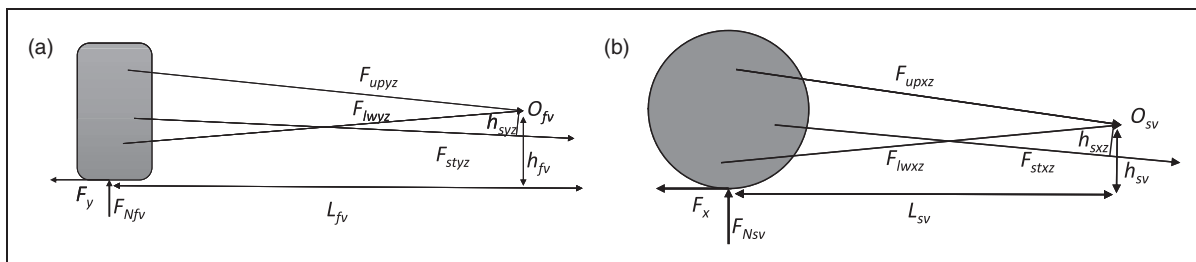 (a)
F_upyz
F_lwyz
O_fv
h_syz
F_styz
h_fv
F_y
F_Nfv
L_fv
(b)
F_upxz
O_sv
h_sxz
F_lwxz
F_stxz
h_sv
F_x
L_sv
F_Nsv